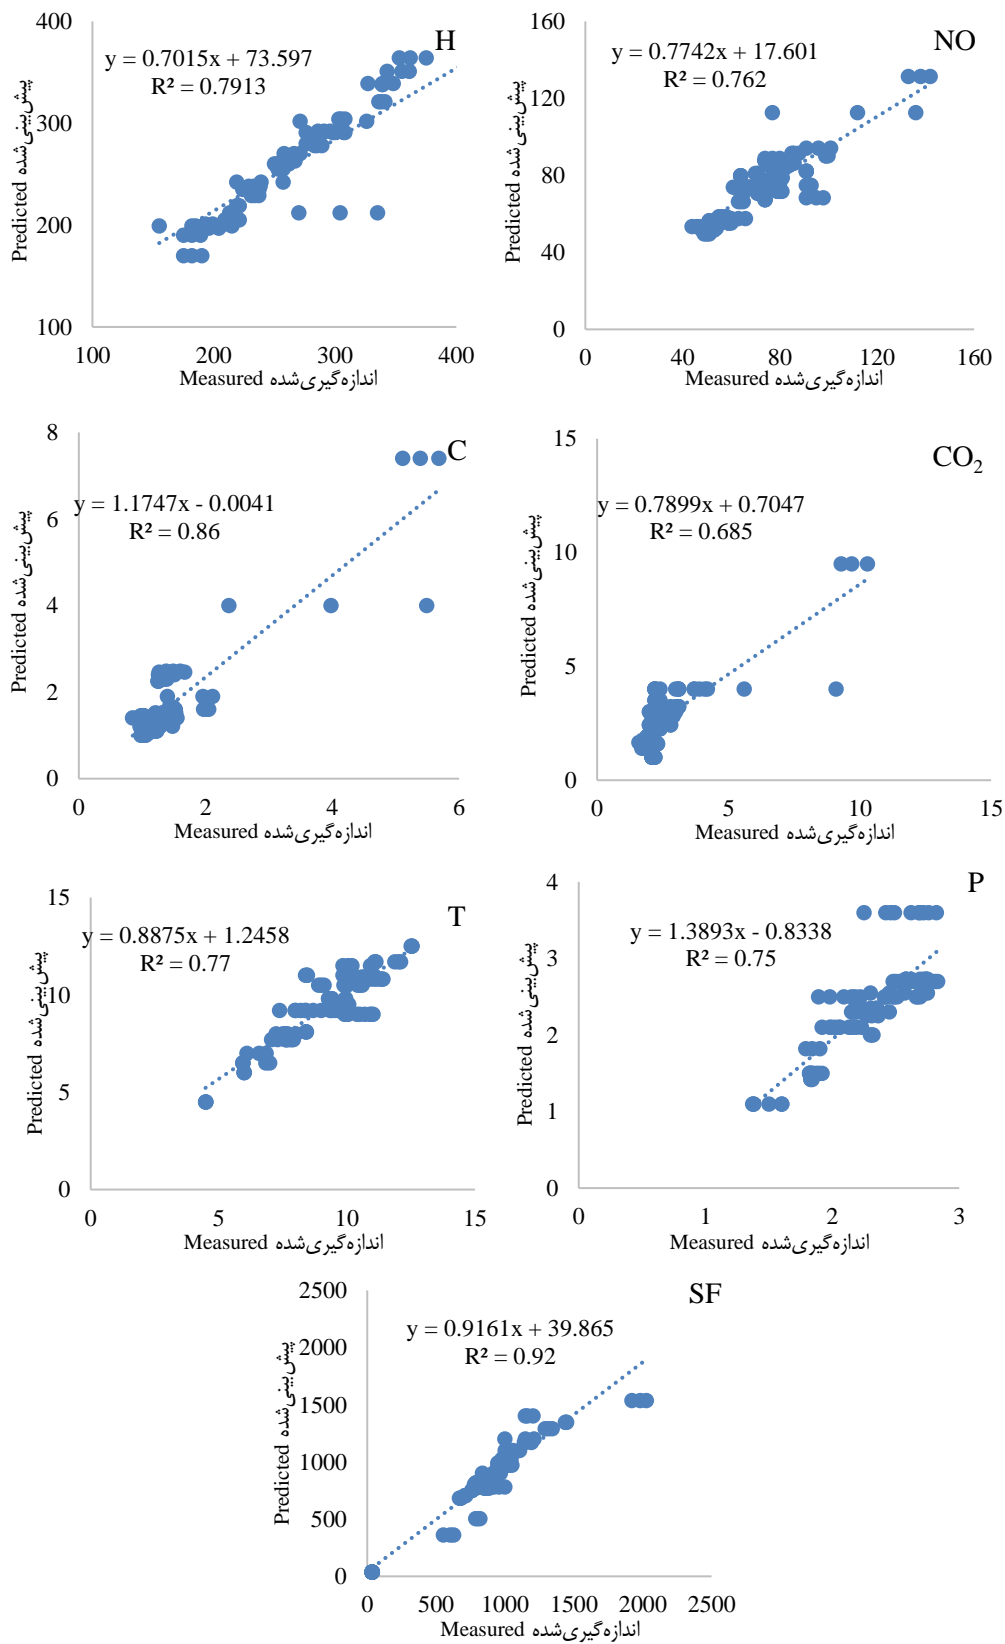 H
y = 0.7015x + 73.597
R² = 0.7913
400
300
200
100
100 200 300 400
Predicted پیش‌بینی‌شده
Measured اندازه‌گیری‌شده
NO
y = 0.7742x + 17.601
R² = 0.762
160
120
80
40
0
0 40 80 120 160
Predicted پیش‌بینی‌شده
Measured اندازه‌گیری‌شده
C
y = 1.1747x - 0.0041
R² = 0.86
8
6
4
2
0
0 2 4 6
Predicted پیش‌بینی‌شده
Measured اندازه‌گیری‌شده
CO₂
y = 0.7899x + 0.7047
R² = 0.685
15
10
5
0
0 5 10 15
Predicted پیش‌بینی‌شده
Measured اندازه‌گیری‌شده
T
y = 0.8875x + 1.2458
R² = 0.77
15
10
5
0
0 5 10 15
Predicted پیش‌بینی‌شده
Measured اندازه‌گیری‌شده
P
y = 1.3893x - 0.8338
R² = 0.75
4
3
2
1
0
0 1 2 3
Predicted پیش‌بینی‌شده
Measured اندازه‌گیری‌شده
SF
y = 0.9161x + 39.865
R² = 0.92
2500
2000
1500
1000
500
0
0 500 1000 1500 2000 2500
Predicted پیش‌بینی‌شده
Measured اندازه‌گیری‌شده